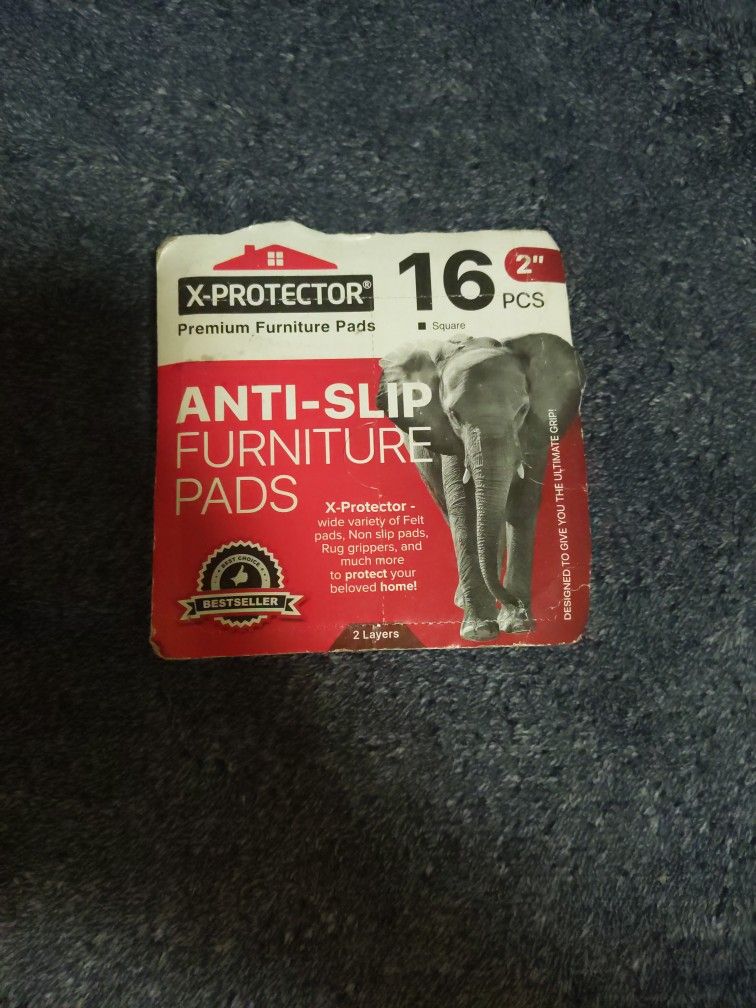 X-PROTECTOR®
Premium Furniture Pads
16
PCS
2"
■ Square
ANTI-SLIP
FURNITURE
PADS
X-Protector -
wide variety of Felt
pads, Non slip pads,
Rug grippers, and
much more
to protect your
beloved home!
BEST CHOICE
BESTSELLER
2 Layers
DESIGNED TO GIVE YOU THE ULTIMATE GRIP!